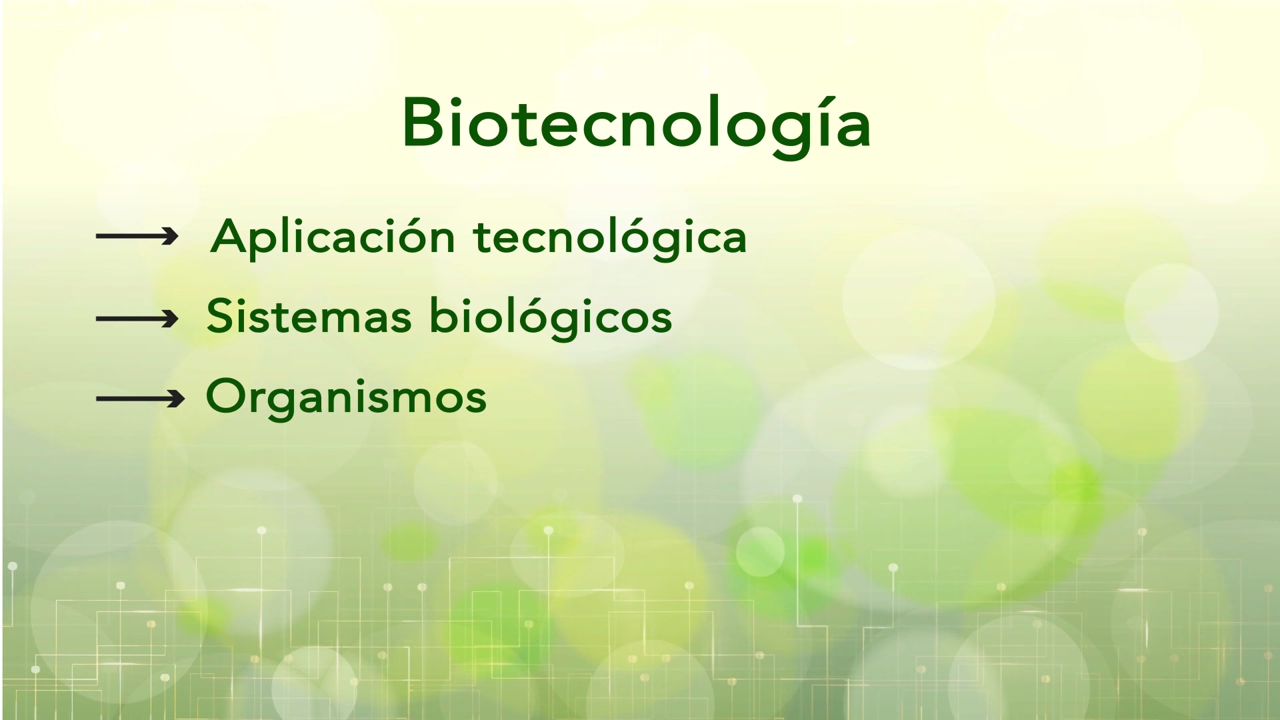 Biotecnología
Aplicación tecnológica
Sistemas biológicos
Organismos